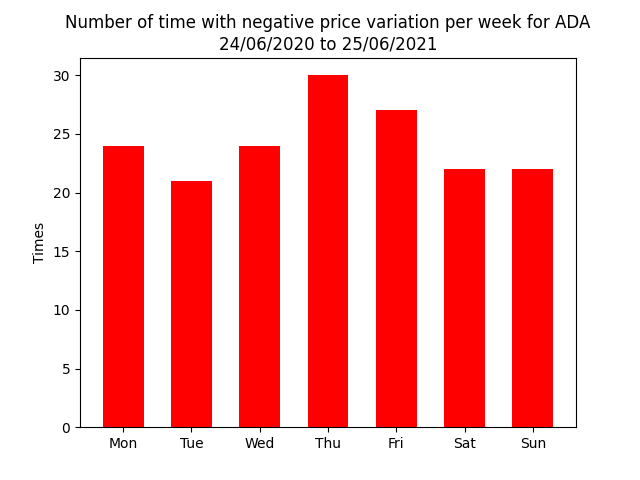 Number of time with negative price variation per week for ADA
24/06/2020 to 25/06/2021
30
25
20
15
10
5
0
Times
Mon Tue Wed Thu Fri Sat Sun